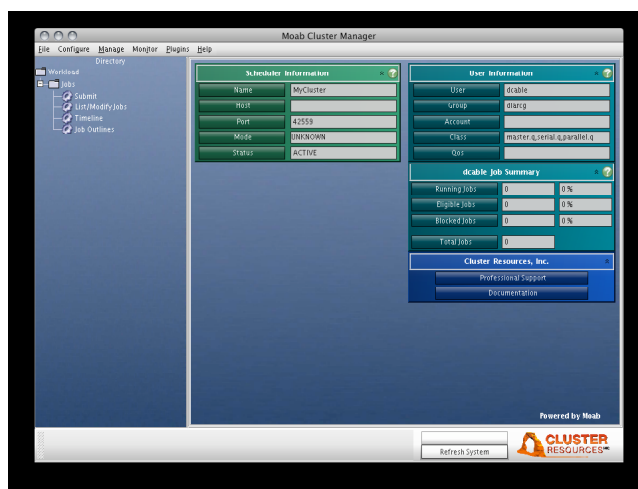 Moab Cluster Manager
File Configure Manage Monitor Plugins Help
Directory
Workload
Jobs
Submit
List/Modify Jobs
Timeline
Job Outlines
Scheduler Information
Name MyCluster
Host
Port 42559
Mode UNKNOWN
Status ACTIVE
User Information
User dcable
Group diarcg
Account
Class master.q,serial.q,parallel.q
Qos
dcable Job Summary
Running Jobs 0 0 %
Eligible Jobs 0 0 %
Blocked Jobs 0 0 %
Total Jobs 0
Cluster Resources, Inc.
Professional Support
Documentation
Powered by Moab
Refresh System
CLUSTER
RESOURCES